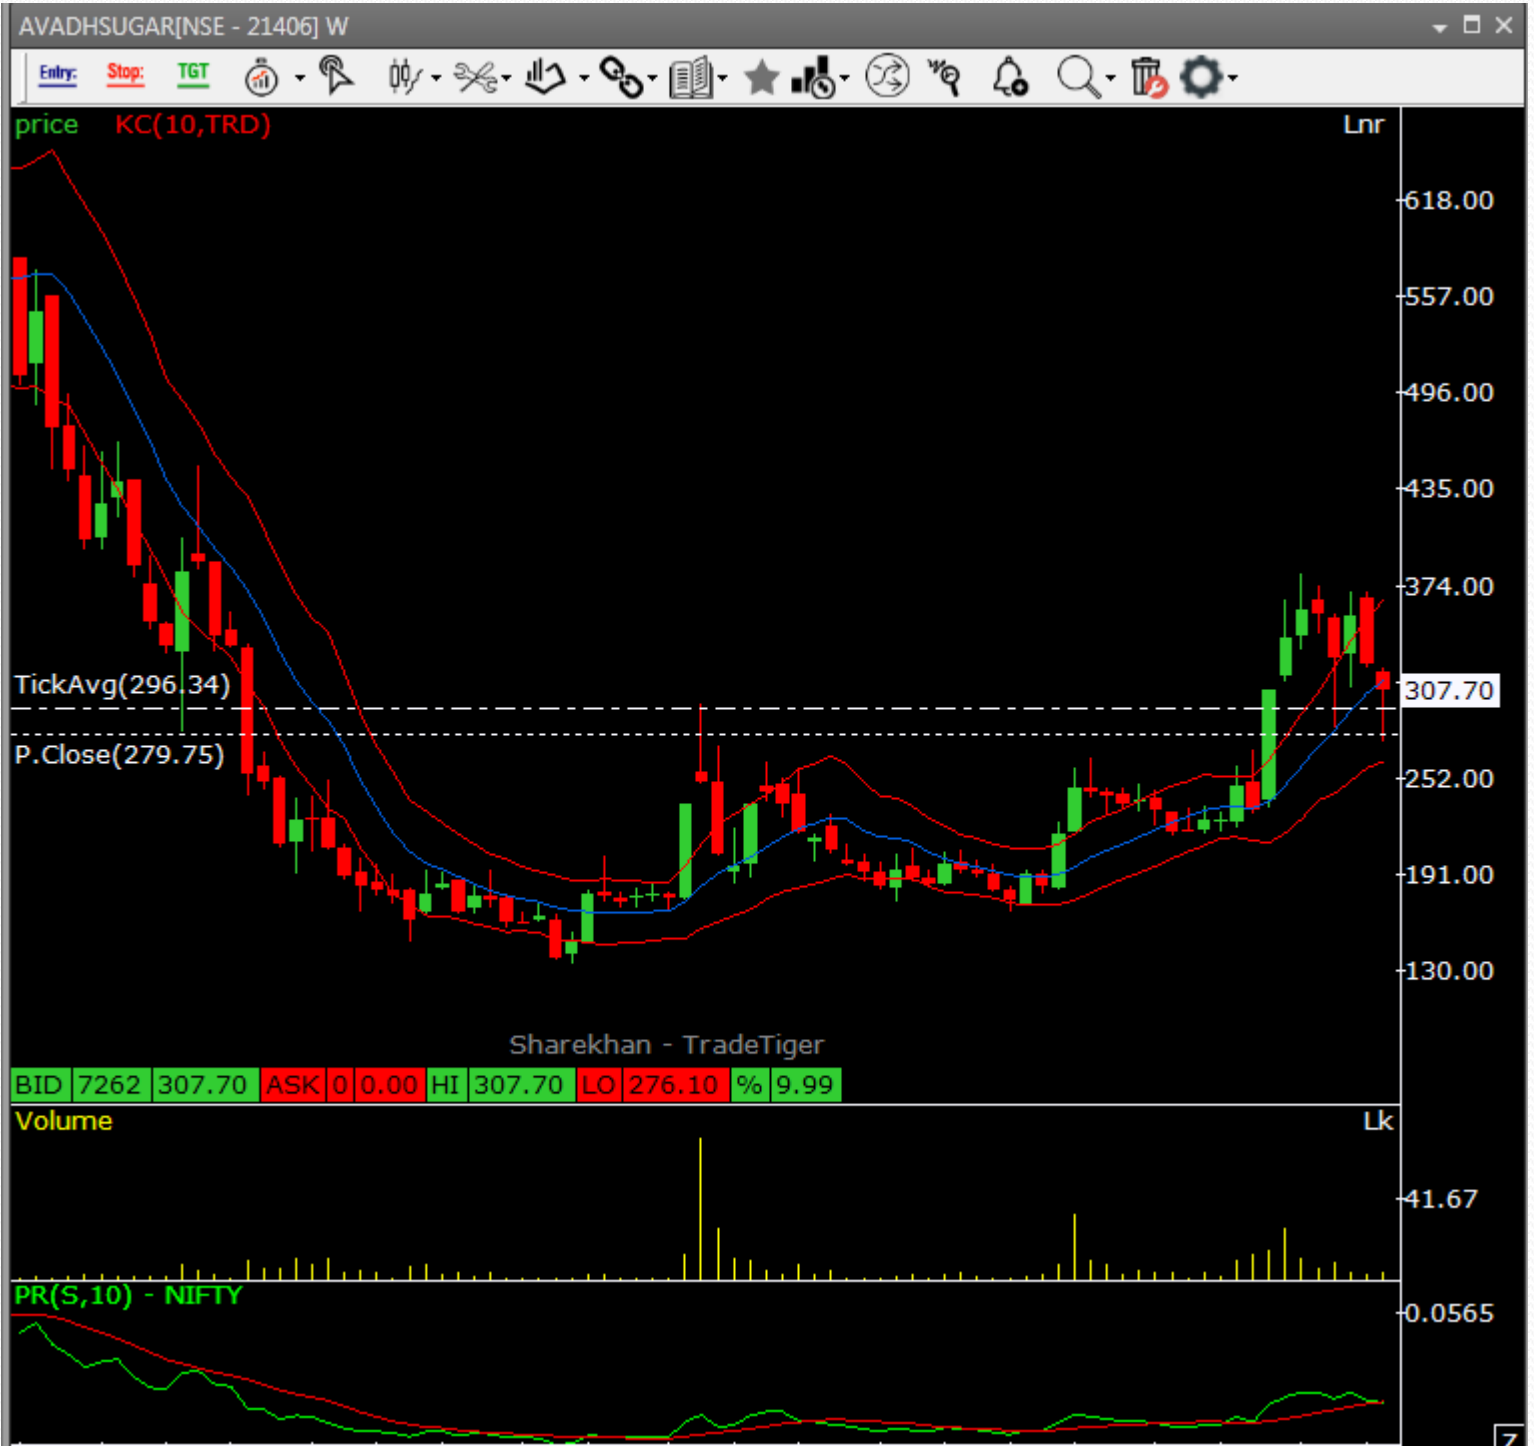 AVADHSUGAR[NSE - 21406] W
Entry: Stop: TGT
price KC(10,TRD) Lnr
618.00
557.00
496.00
435.00
374.00
TickAvg(296.34)
307.70
P.Close(279.75)
252.00
191.00
130.00
Sharekhan - TradeTiger
BID 7262 307.70 ASK 0 0.00 HI 307.70 LO 276.10 % 9.99
Volume Lk
41.67
PR(S,10) - NIFTY
0.0565
Z